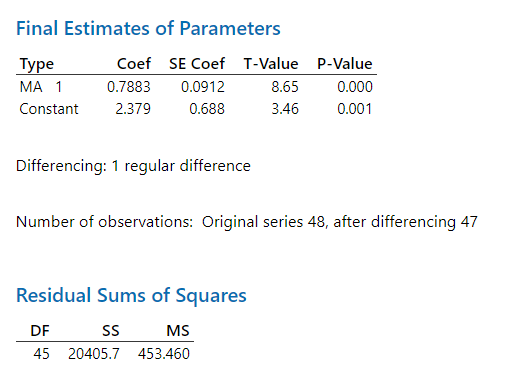 Final Estimates of Parameters
Type Coef SE Coef T-Value P-Value
MA 1 0.7883 0.0912 8.65 0.000
Constant 2.379 0.688 3.46 0.001
Differencing: 1 regular difference
Number of observations: Original series 48, after differencing 47
Residual Sums of Squares
DF SS MS
45 20405.7 453.460